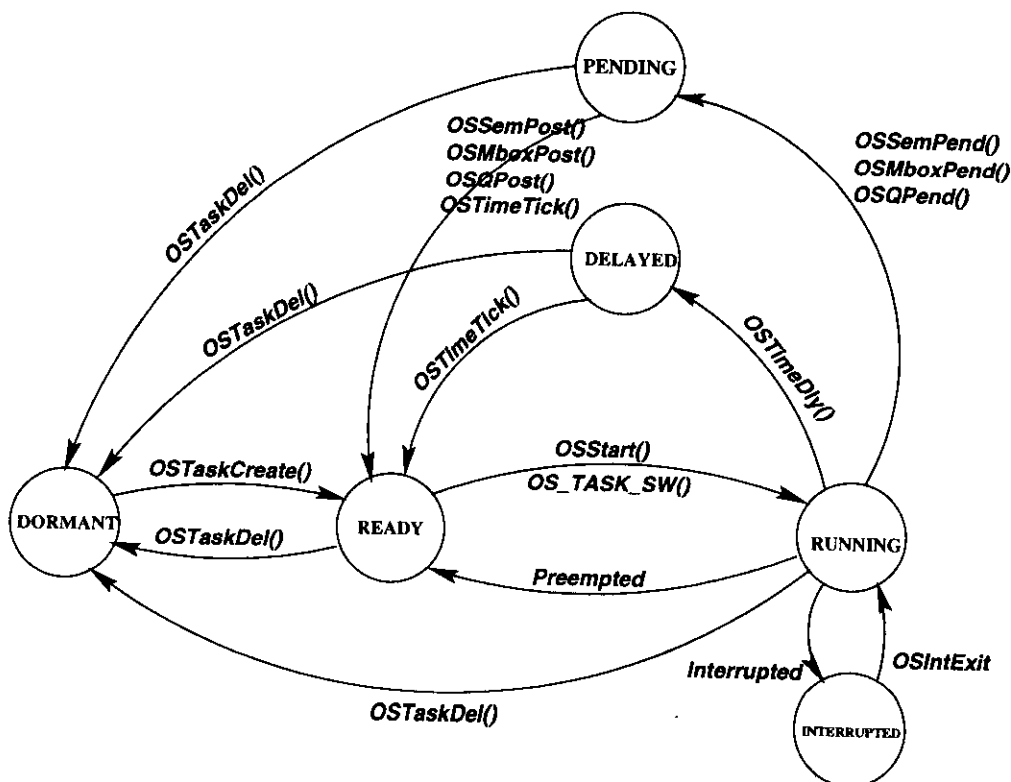 PENDING
OSSemPost()
OSMboxPost()
OSQPost()
OSTimeTick()
OSSemPend()
OSMboxPend()
OSQPend()
OSTaskDel()
DELAYED
OSTaskDel()
OSTimeTick()
OSTimeDly()
OSTaskCreate()
OSStart()
OS_TASK_SW()
DORMANT
READY
RUNNING
OSTaskDel()
Preempted
Interrupted
OSIntExit
OSTaskDel()
INTERRUPTED